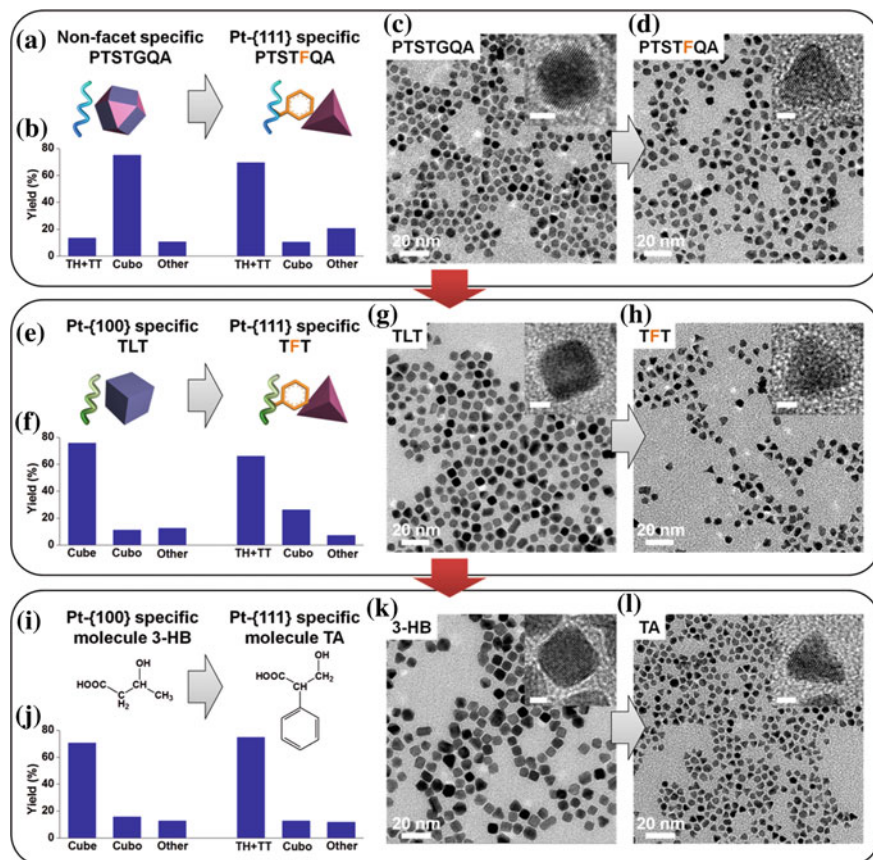 (a)
Non-facet specific
PTSTGQA
Pt-{111} specific
PTSTFQA
(b)
Yield (%)
80
60
40
20
0
TH+TT Cubo Other
TH+TT Cubo Other
(c)
PTSTGQA
20 nm
(d)
PTSTFQA
20 nm
(e)
Pt-{100} specific
TLT
Pt-{111} specific
TFT
(f)
Yield (%)
80
60
40
20
0
Cube Cubo Other
TH+TT Cubo Other
(g)
TLT
20 nm
(h)
TFT
20 nm
(i)
Pt-{100} specific
molecule 3-HB
Pt-{111} specific
molecule TA
OH
HOOC
C
H₂
CH₃
OH
HOOC
CH₂
CH
(j)
Yield (%)
80
60
40
20
0
Cube Cubo Other
TH+TT Cubo Other
(k)
3-HB
20 nm
(l)
TA
20 nm